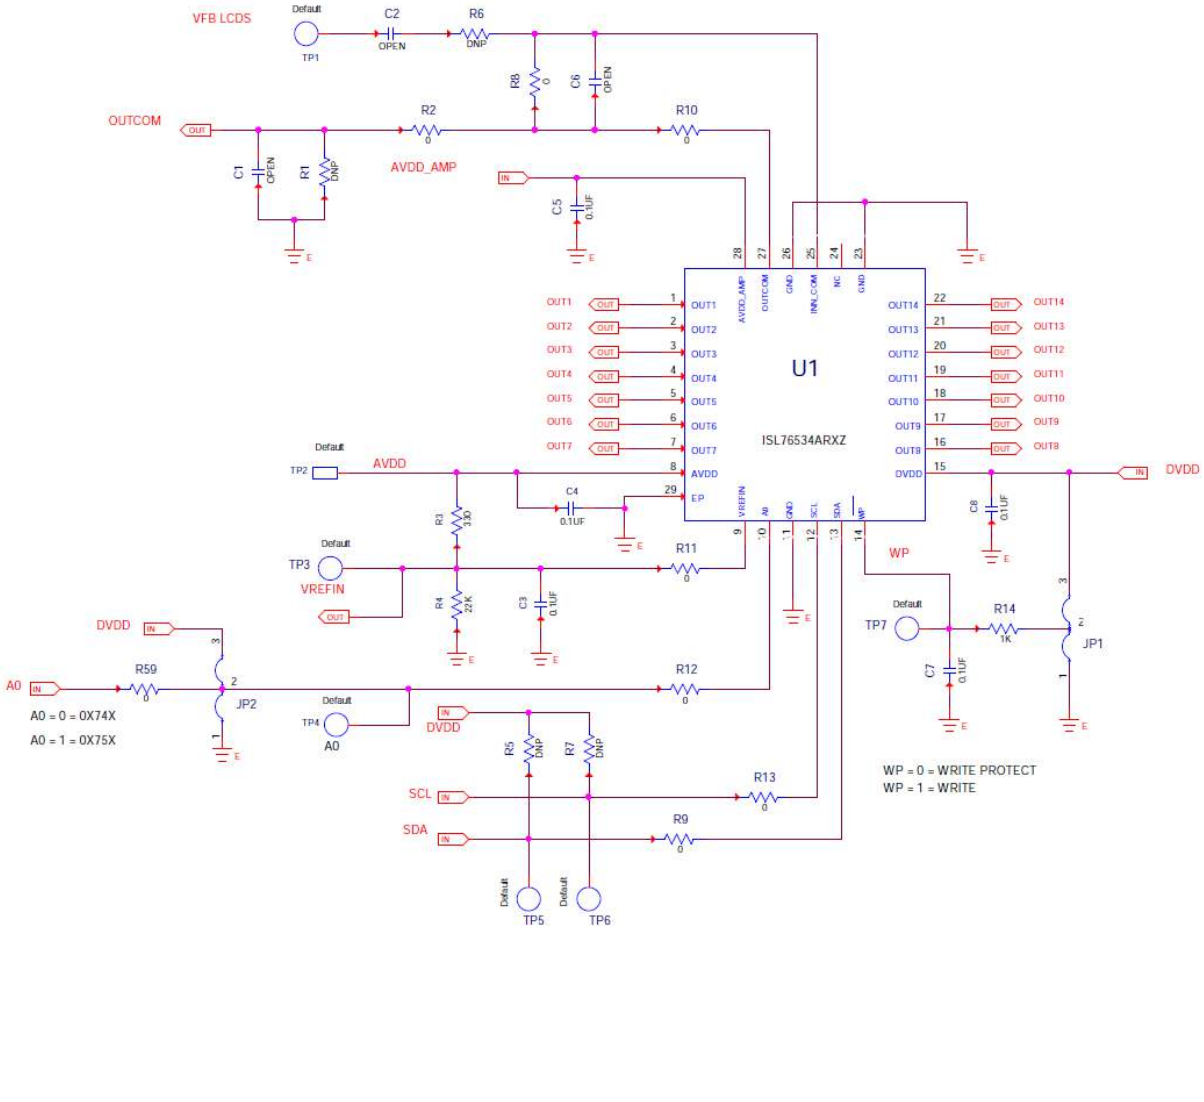 VFB LCDS
Default
TP1
C2
OPEN
R6
DNP
R8
0
C6
OPEN
OUTCOM
OUT
C1
OPEN
R1
DNP
R2
0
R10
0
E
AVDD_AMP
IN
C5
0.1UF
E
E
28
27
26
25
24
23
AVDD_AMP
OUTCOM
GND
INN_COM
NC
GND
OUT1 OUT 1 OUT1
OUT2 OUT 2 OUT2
OUT3 OUT 3 OUT3
OUT4 OUT 4 OUT4
OUT5 OUT 5 OUT5
OUT6 OUT 6 OUT6
OUT7 OUT 7 OUT7
8 AVDD
29 EP
U1
ISL76534ARXZ
OUT14 22 OUT OUT14
OUT13 21 OUT OUT13
OUT12 20 OUT OUT12
OUT11 19 OUT OUT11
OUT10 18 OUT OUT10
OUT9 17 OUT OUT9
OUT8 16 OUT OUT8
DVDD 15
IN DVDD
VREFIN
A0
GND
SCL
SDA
WP
9
10
11
12
13
14
Default
TP2
AVDD
C4
0.1UF
E
R3
330
Default
TP3
VREFIN
OUT
R4
22K
E
C3
0.1UF
E
R11
0
E
C8
0.1UF
E
WP
Default
TP7
R14
1K
C7
0.1UF
E
3
2
JP1
1
E
WP = 0 = WRITE PROTECT
WP = 1 = WRITE
DVDD IN
3
A0 IN
R59
0
2
JP2
1
E
A0 = 0 = 0X74X
A0 = 1 = 0X75X
Default
TP4
A0
R12
0
IN
DVDD
R5
DNP
R7
DNP
SCL IN
R13
0
SDA IN
R9
0
Default
TP5
Default
TP6